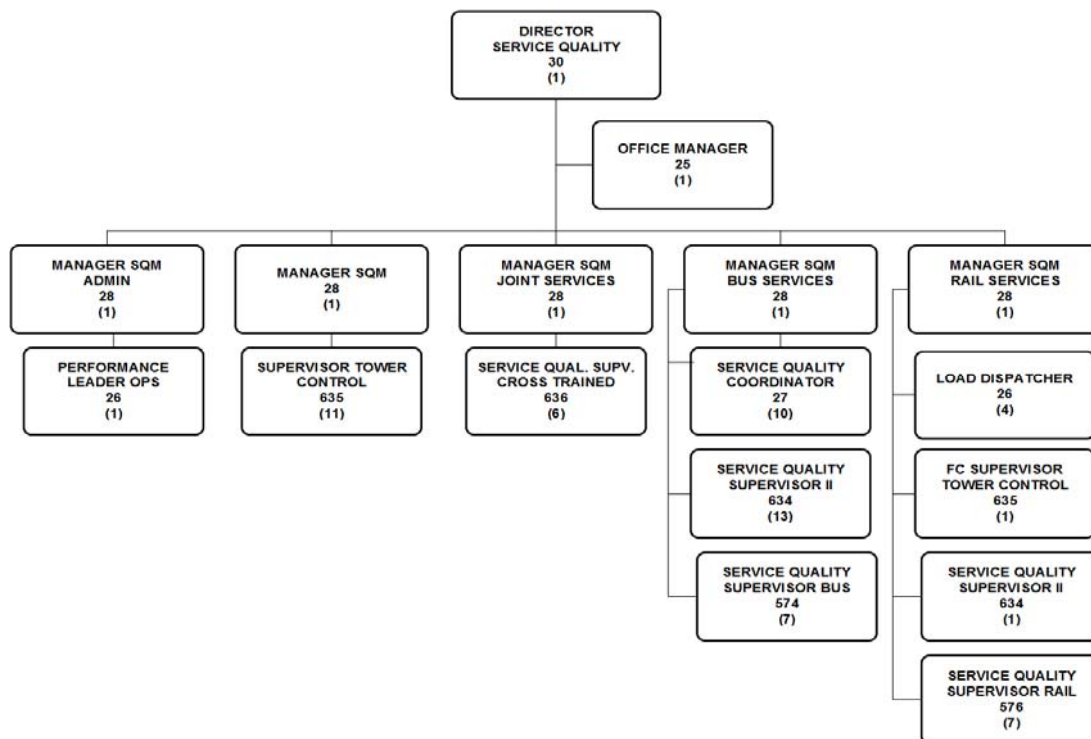 DIRECTOR
SERVICE QUALITY
30
(1)
OFFICE MANAGER
25
(1)
MANAGER SQM
ADMIN
28
(1)
MANAGER SQM
28
(1)
MANAGER SQM
JOINT SERVICES
28
(1)
MANAGER SQM
BUS SERVICES
28
(1)
MANAGER SQM
RAIL SERVICES
28
(1)
PERFORMANCE
LEADER OPS
26
(1)
SUPERVISOR TOWER
CONTROL
635
(11)
SERVICE QUAL. SUPV.
CROSS TRAINED
636
(6)
SERVICE QUALITY
COORDINATOR
27
(10)
LOAD DISPATCHER
26
(4)
SERVICE QUALITY
SUPERVISOR II
634
(13)
FC SUPERVISOR
TOWER CONTROL
635
(1)
SERVICE QUALITY
SUPERVISOR BUS
574
(7)
SERVICE QUALITY
SUPERVISOR II
634
(1)
SERVICE QUALITY
SUPERVISOR RAIL
576
(7)